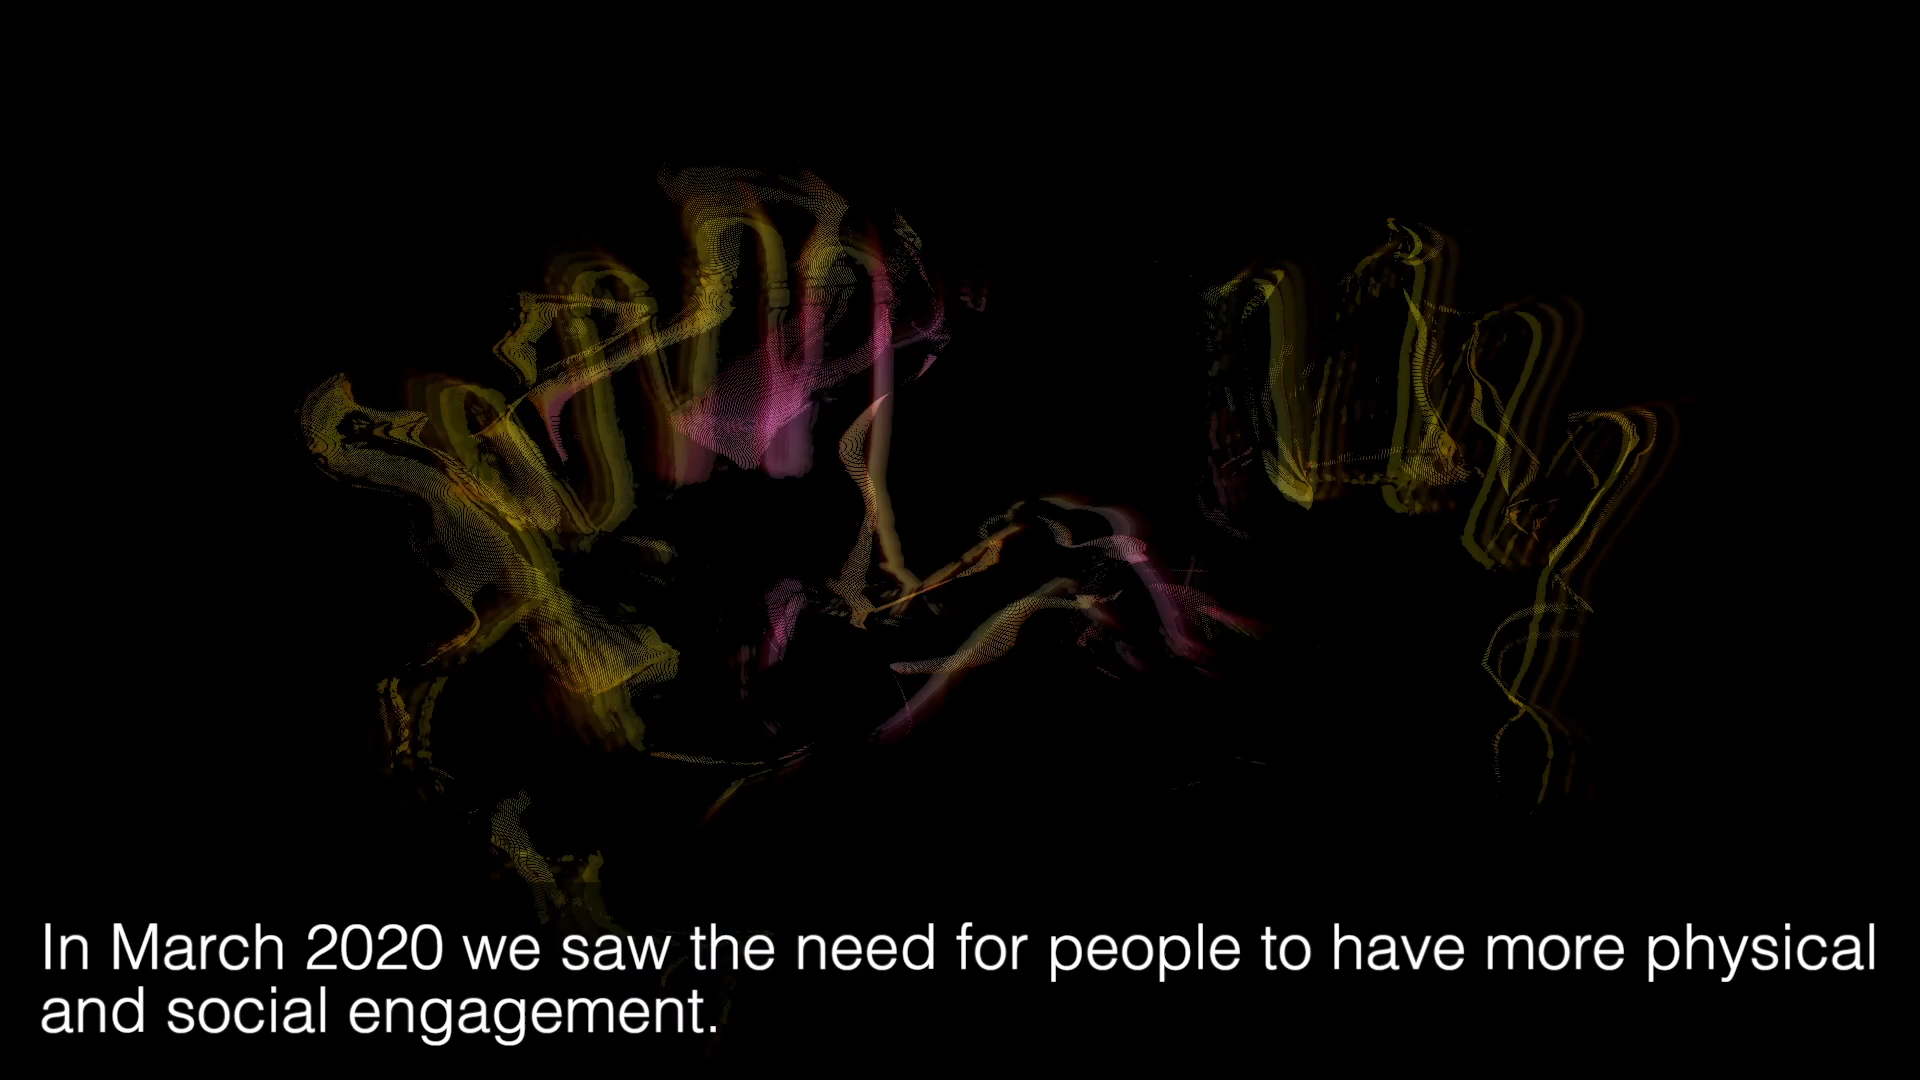 In March 2020 we saw the need for people to have more physical
and social engagement.